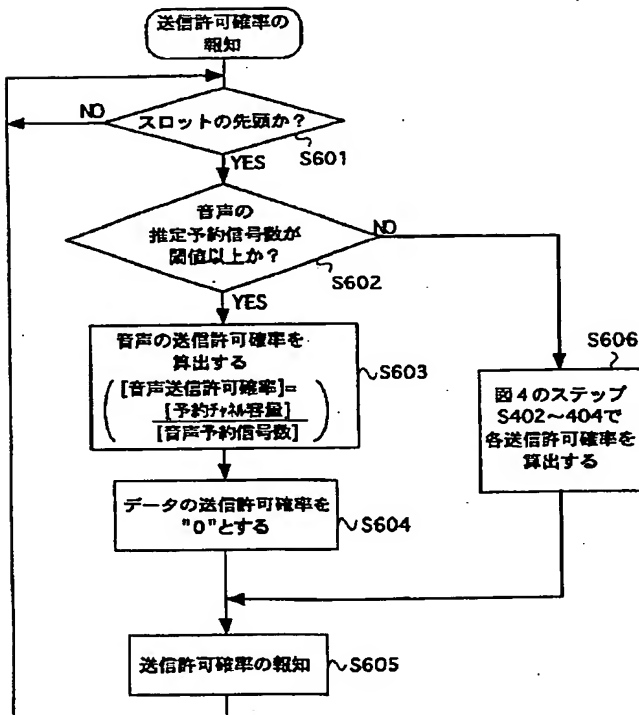 送信許可確率の
報知
スロットの先頭か?
NO
S601
YES
音声の
推定予約信号数が
閾値以上か?
NO
S602
YES
音声の送信許可確率を
算出する
[音声送信許可確率]=
[予約チャネル容量]
[音声予約信号数]
S603
S606
図4のステップ
S402〜404で
各送信許可確率を
算出する
データの送信許可確率を
"0"とする
S604
送信許可確率の報知
S605